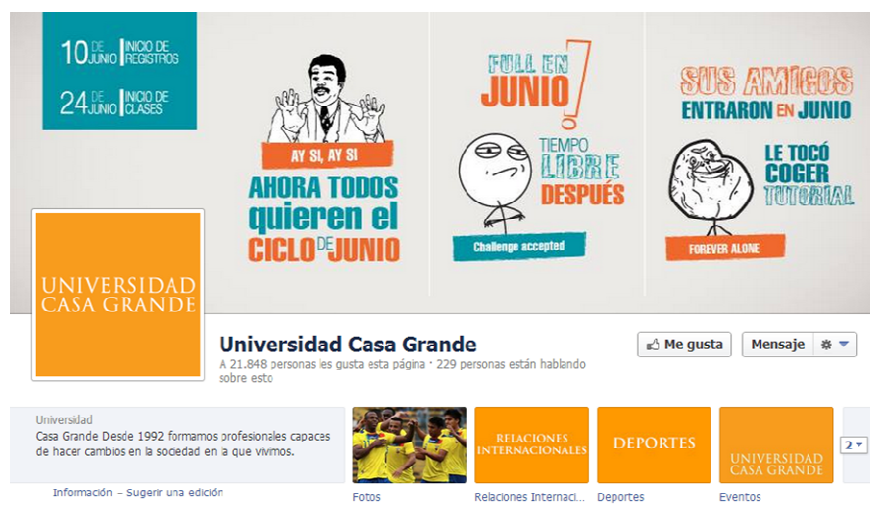 10 DE JUNIO | INICIO DE REGISTROS
24 DE JUNIO | INICIO DE CLASES
AY SI, AY SI
AHORA TODOS
quieren el
CICLO DE JUNIO
FULL EN
JUNIO!
TIEMPO
LIBRE
DESPUÉS
Challenge accepted
SUS AMIGOS
ENTRARON EN JUNIO
LE TOCÓ
COGER
TUTORIAL
FOREVER ALONE
UNIVERSIDAD
CASA GRANDE
Universidad Casa Grande
A 21.848 personas les gusta esta página · 229 personas están hablando
sobre esto
Me gusta
Mensaje
Universidad
Casa Grande Desde 1992 formamos profesionales capaces
de hacer cambios en la sociedad en la que vivimos.
Información – Sugerir una edición
Fotos
RELACIONES
INTERNACIONALES
Relaciones Internaci...
DEPORTES
Deportes
UNIVERSIDAD
CASA GRANDE
Eventos
2